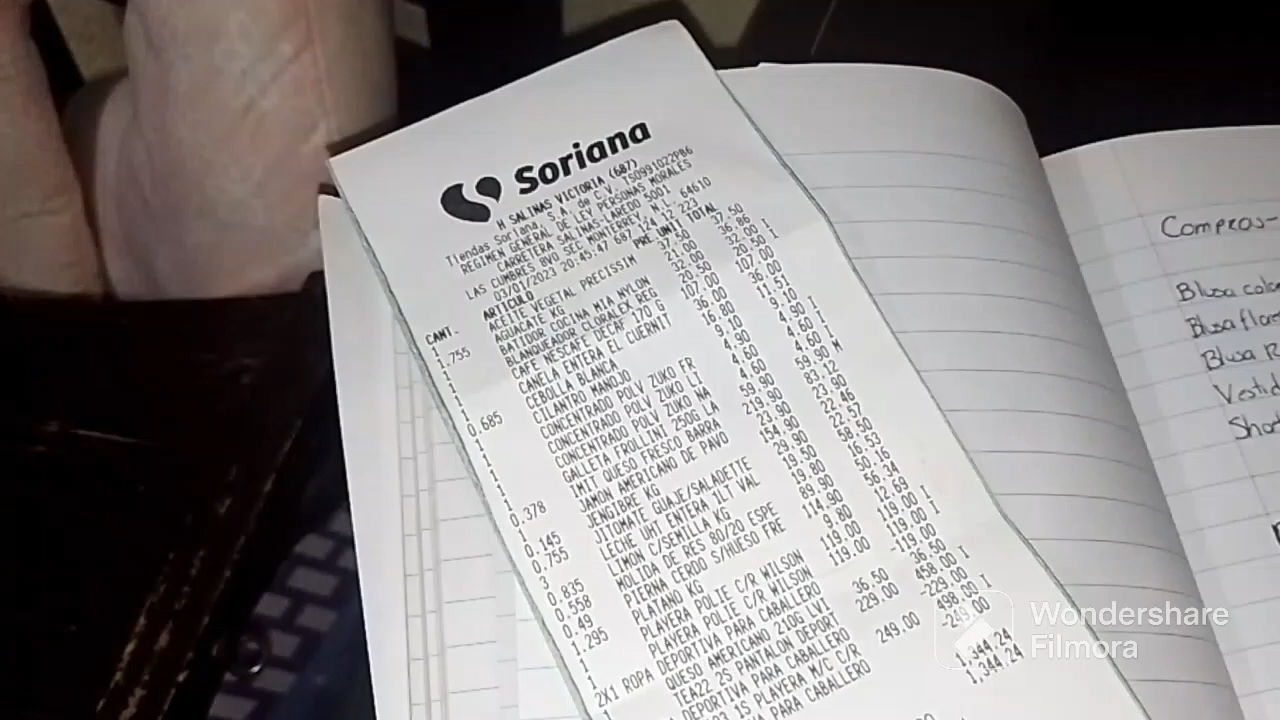 Soriana
H SALINAS VICTORIA (687)
Tiendas Soriana, S.A. de C.V. TSO991022PB6
REGIMEN GENERAL DE LEY PERSONAS MORALES
CARRETERA SALINAS LAREDO 5001
LAS CUMBRES 8VO SEC MONTERREY N L 64610
03/01/2023 20:45:47 687 124 12 223
CANT. ARTICULO PRE UNIT TOTAL
1 ACEITE VEGETAL PRECISSIM 37.50 37.50
1.755 AGUACATE KG 21.00 36.86
1 BATIDOR COCINA MIA NYLON 32.00 32.00 I
1 BLANQUEADOR CLORALEX REG 20.50 20.50 I
1 CAFE NESCAFE DECAF 170 G 107.00 107.00
1 CANELA ENTERA EL CUERNIT 36.00 36.00
0.685 CEBOLLA BLANCA 16.80 11.51
1 CILANTRO MANOJO 9.10 9.10
1 CONCENTRADO POLV ZUKO FR 4.90 4.90 I
1 CONCENTRADO POLV ZUKO LI 4.60 4.60 I
1 CONCENTRADO POLV ZUKO NA 4.60 4.60 I
1 GALLETA FROLLIN 250G LA 59.90 59.90 M
0.378 IMIT QUESO FRESCO BARRA 219.90 83.12
1 JAMON AMERICANO DE PAVO 23.90 23.90
0.145 JENGIBRE KG 154.90 22.46
0.755 JITOMATE GUAJE/SALADETTE 29.90 22.57
3 LECHE UHT ENTERA 1LT VAL 19.50 58.50
0.835 LIMON C/SEMILLA KG 19.80 16.53
0.558 MOLIDA DE RES 80/20 ESPE 89.90 50.16
0.49 PIERNA CERDO S/HUESO FRE 114.90 56.34
1.295 PLATANO KG 9.80 12.69
1 PLAYERA POLIE C/R WILSON 119.00 119.00 I
1 PLAYERA POLIE C/R WILSON 119.00 119.00 I
2X1 ROPA DEPORTIVA PARA CABALLERO -119.00
QUESO AMERICANO 210G LVI 36.50 36.50
TEA22 2S PANTALON DEPORT 229.00 458.00 I
DEPORTIVA PARA CABALLERO -229.00
1S PLAYERA M/C C/R 249.00 498.00 I
PARA CABALLERO -249.00
1,344.24
1,344.24
Compras-
Blusa
Blusa
Blusa
Wondershare
Filmora